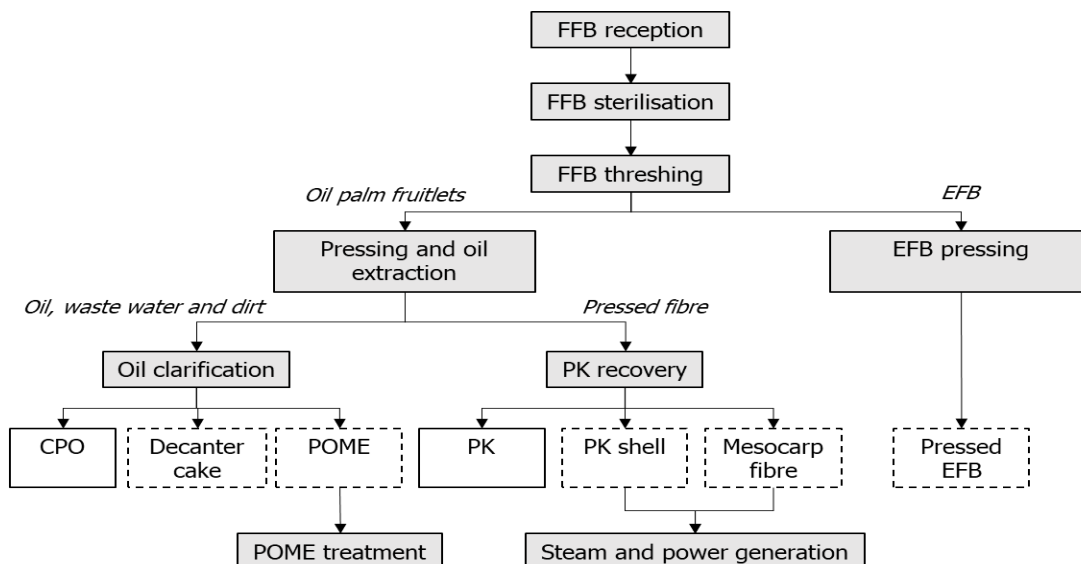 FFB reception
FFB sterilisation
FFB threshing
Oil palm fruitlets
EFB
Pressing and oil
extraction
EFB pressing
Oil, waste water and dirt
Pressed fibre
Oil clarification
PK recovery
CPO
Decanter
cake
POME
PK
PK shell
Mesocarp
fibre
Pressed
EFB
POME treatment
Steam and power generation